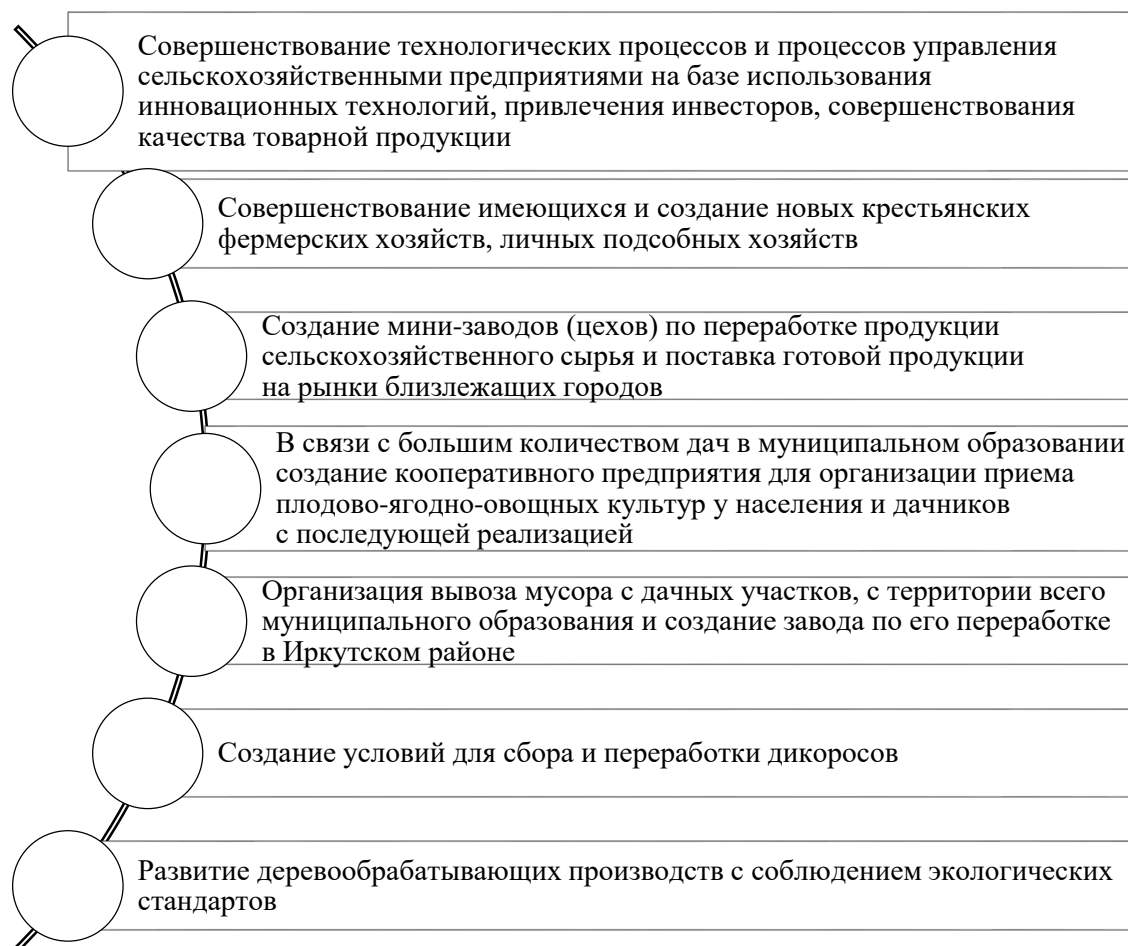 Совершенствование технологических процессов и процессов управления
сельскохозяйственными предприятиями на базе использования
инновационных технологий, привлечения инвесторов, совершенствования
качества товарной продукции
Совершенствование имеющихся и создание новых крестьянских
фермерских хозяйств, личных подсобных хозяйств
Создание мини-заводов (цехов) по переработке продукции
сельскохозяйственного сырья и поставка готовой продукции
на рынки близлежащих городов
В связи с большим количеством дач в муниципальном образовании
создание кооперативного предприятия для организации приема
плодово-ягодно-овощных культур у населения и дачников
с последующей реализацией
Организация вывоза мусора с дачных участков, с территории всего
муниципального образования и создание завода по его переработке
в Иркутском районе
Создание условий для сбора и переработки дикоросов
Развитие деревообрабатывающих производств с соблюдением экологических
стандартов